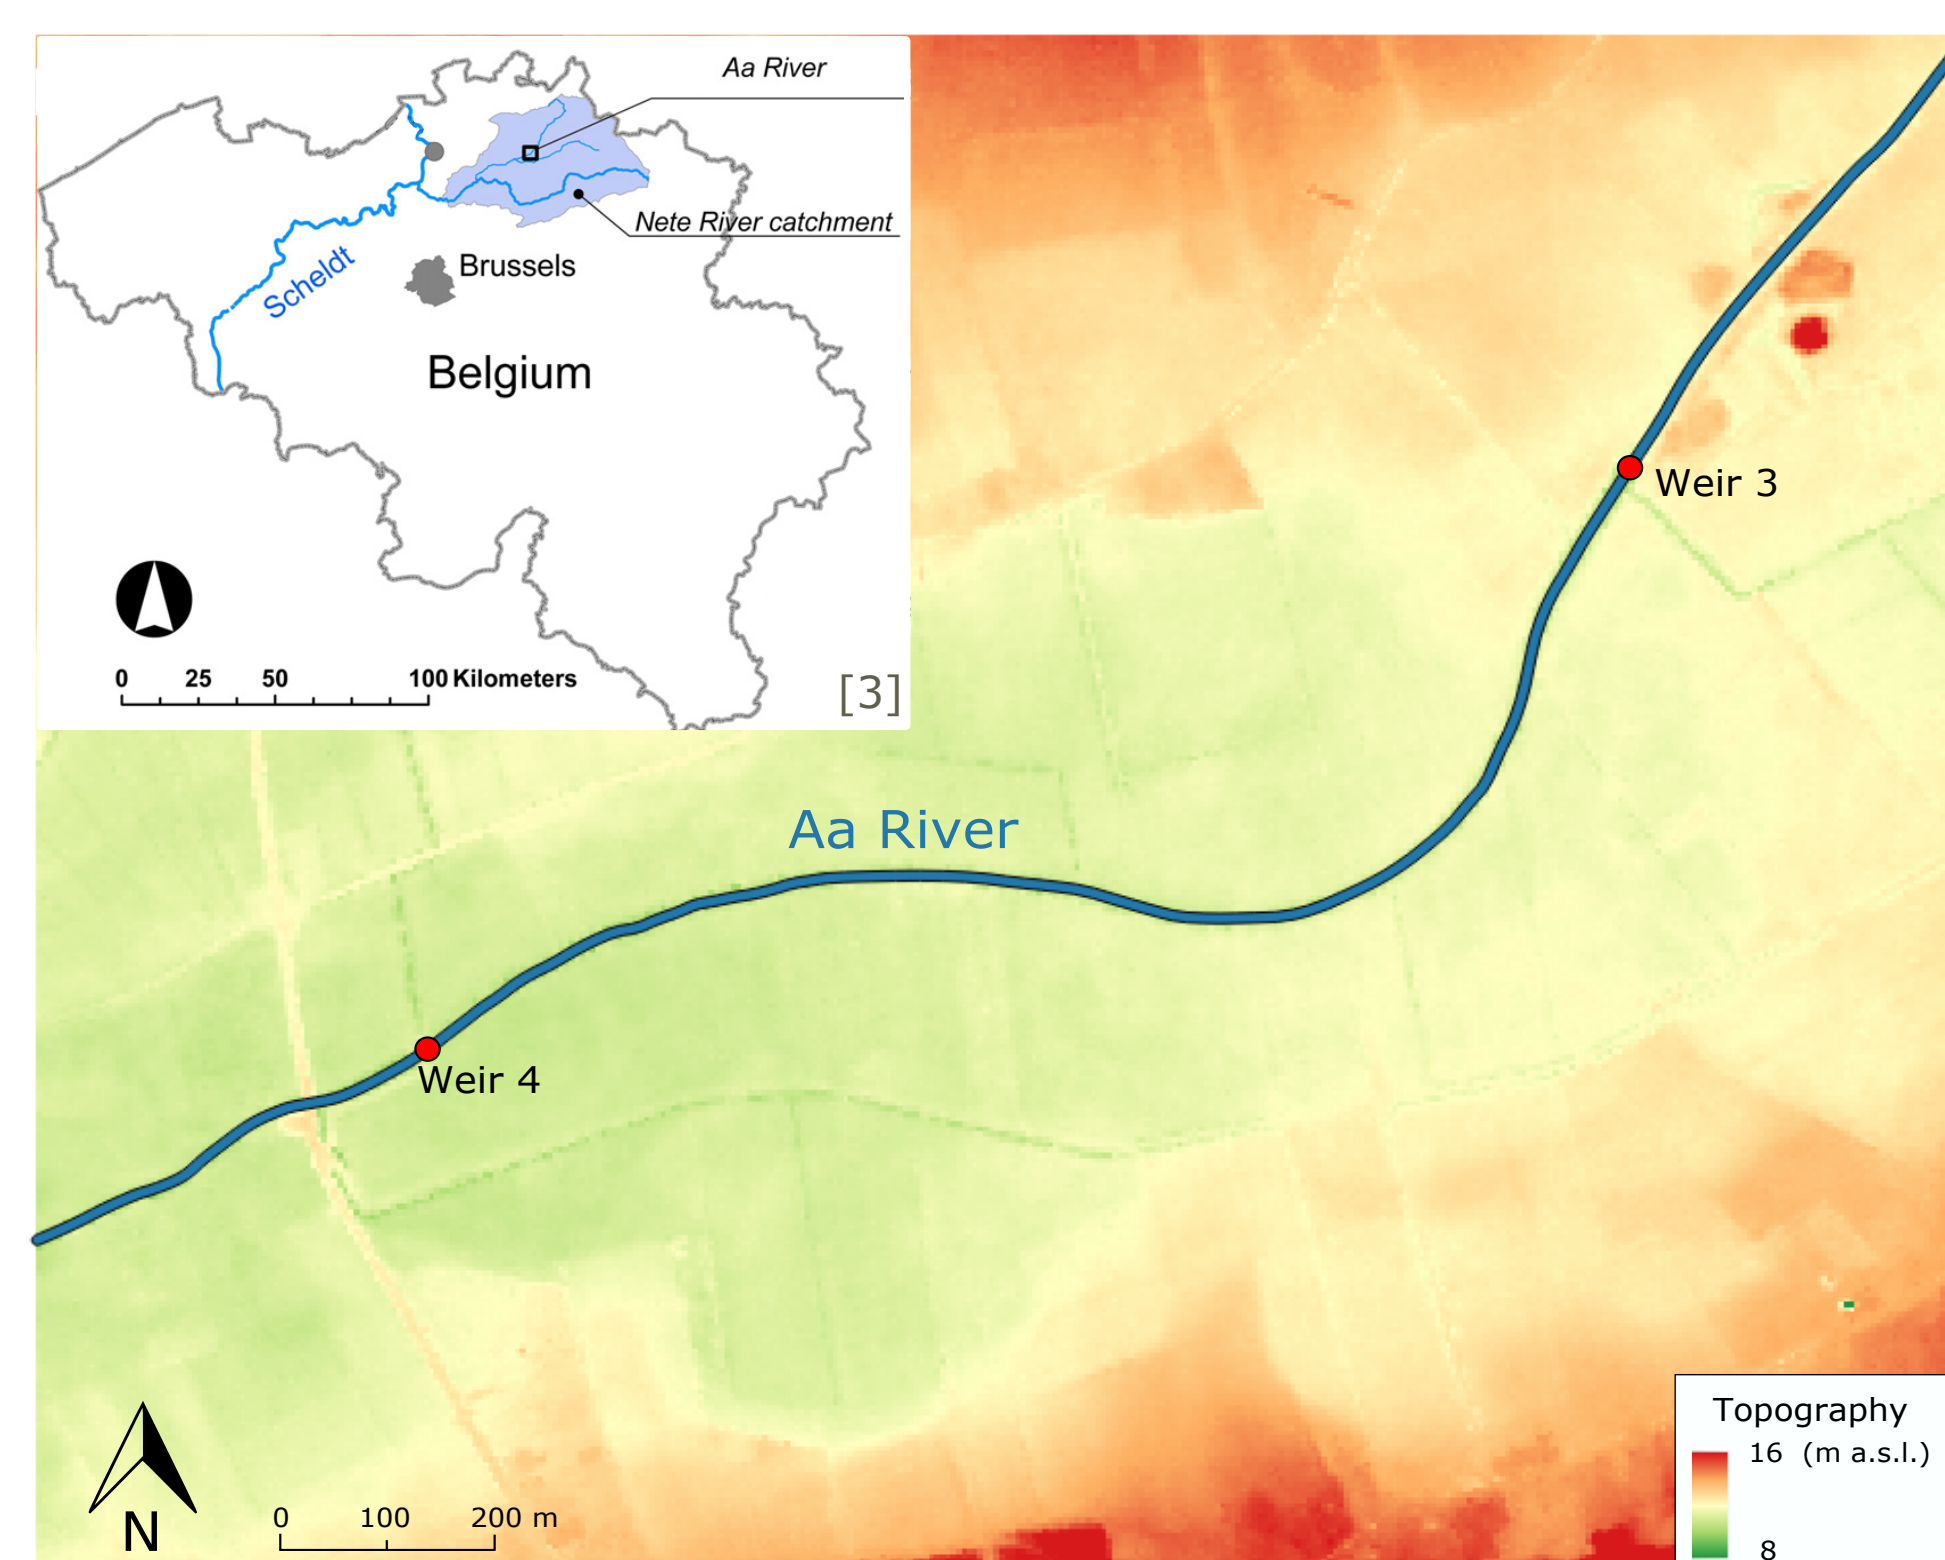 Aa River
Nete River catchment
Scheldt
Brussels
Belgium
0 25 50 100 Kilometers
[3]
Weir 3
Aa River
Weir 4
N
0 100 200 m
Topography
16 (m a.s.l.)
8